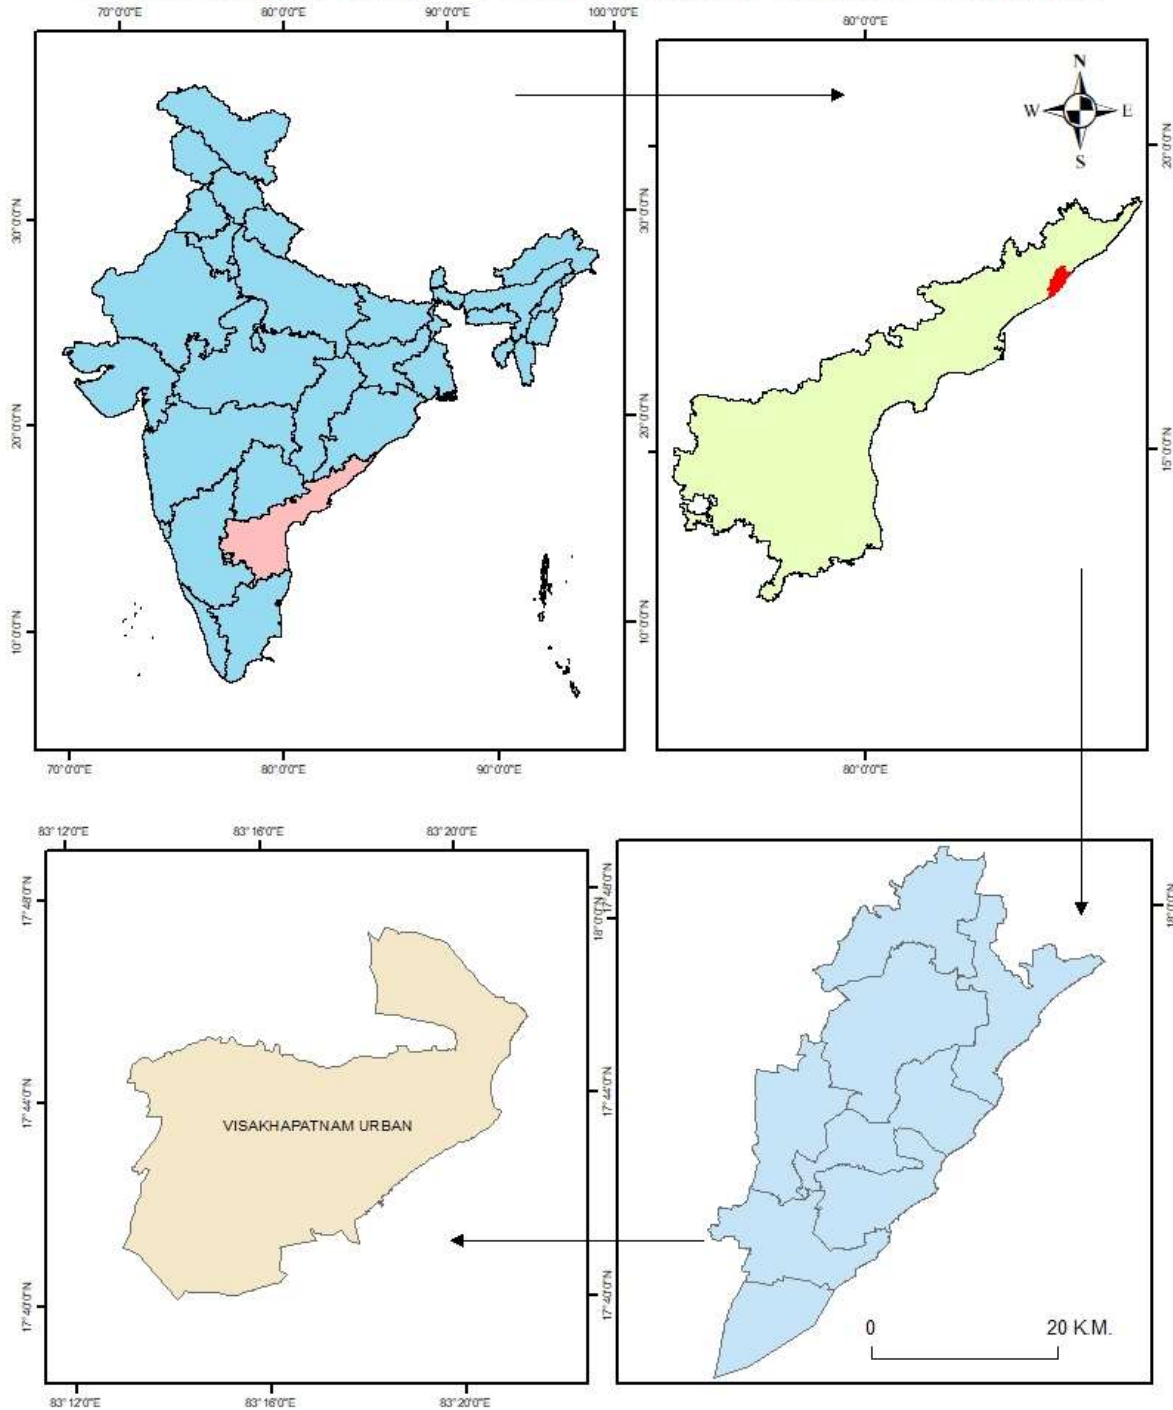 70°0'0"E 80°0'0"E 90°0'0"E 100°0'0"E
80°0'0"E
N
W E
S
30°0'0"N
20°0'0"N
10°0'0"N
30°0'0"N
20°0'0"N
10°0'0"N
20°0'0"N
15°0'0"N
70°0'0"E 80°0'0"E 90°0'0"E
80°0'0"E
83°12'0"E 83°16'0"E 83°20'0"E
17°48'0"N
17°44'0"N
17°40'0"N
VISAKHAPATNAM URBAN
17°48'0"N
18°0'0"N
17°44'0"N
17°40'0"N
18°0'0"N
0 20 K.M.
83°12'0"E 83°16'0"E 83°20'0"E